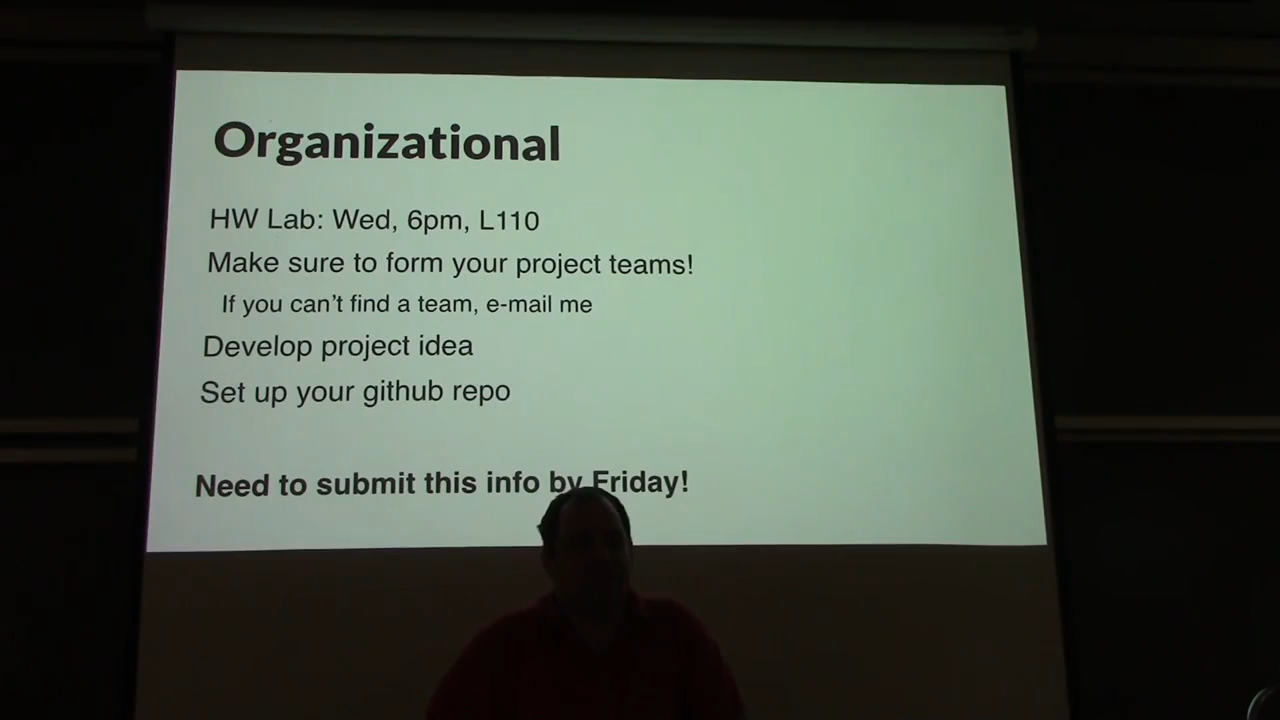 Organizational
HW Lab: Wed, 6pm, L110
Make sure to form your project teams!
If you can't find a team, e-mail me
Develop project idea
Set up your github repo
Need to submit this info by Friday!